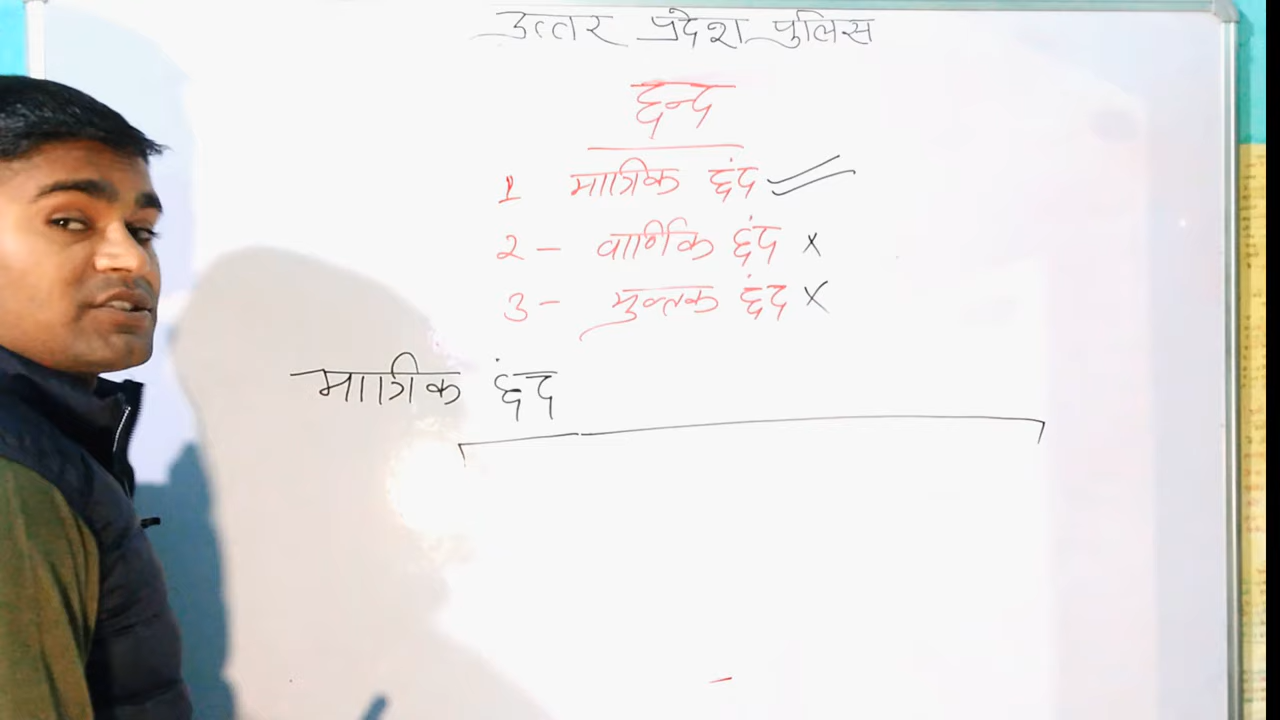 उत्तर प्रदेश पुलिस
छन्द
1 मात्रिक छंद
2 - वार्णिक छंद x
3 - मुक्तक छंद x
मात्रिक छंद